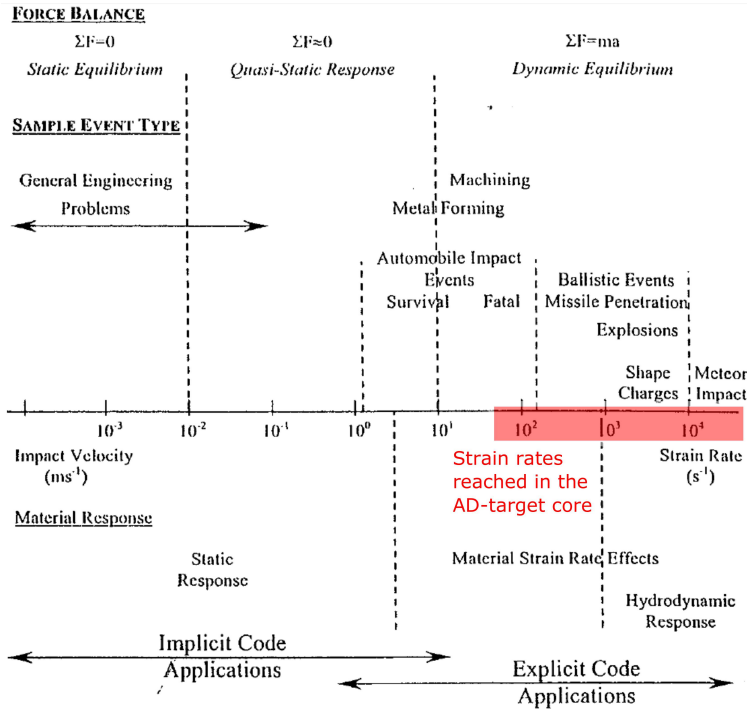 FORCE BALANCE
ΣF=0 ΣF≈0 ΣF=ma
Static Equilibrium Quasi-Static Response Dynamic Equilibrium
SAMPLE EVENT TYPE
General Engineering Machining
Problems Metal Forming
Automobile Impact
Events Ballistic Events
Survival Fatal Missile Penetration
Explosions
Shape Meteor
Charges Impact
10⁻³ 10⁻² 10⁻¹ 10⁰ 10¹ 10² 10³ 10⁴
Impact Velocity Strain Rate
(ms⁻¹) (s⁻¹)
Strain rates
reached in the
AD-target core
Material Response
Static Material Strain Rate Effects
Response
Hydrodynamic
Response
Implicit Code
Applications
Explicit Code
Applications